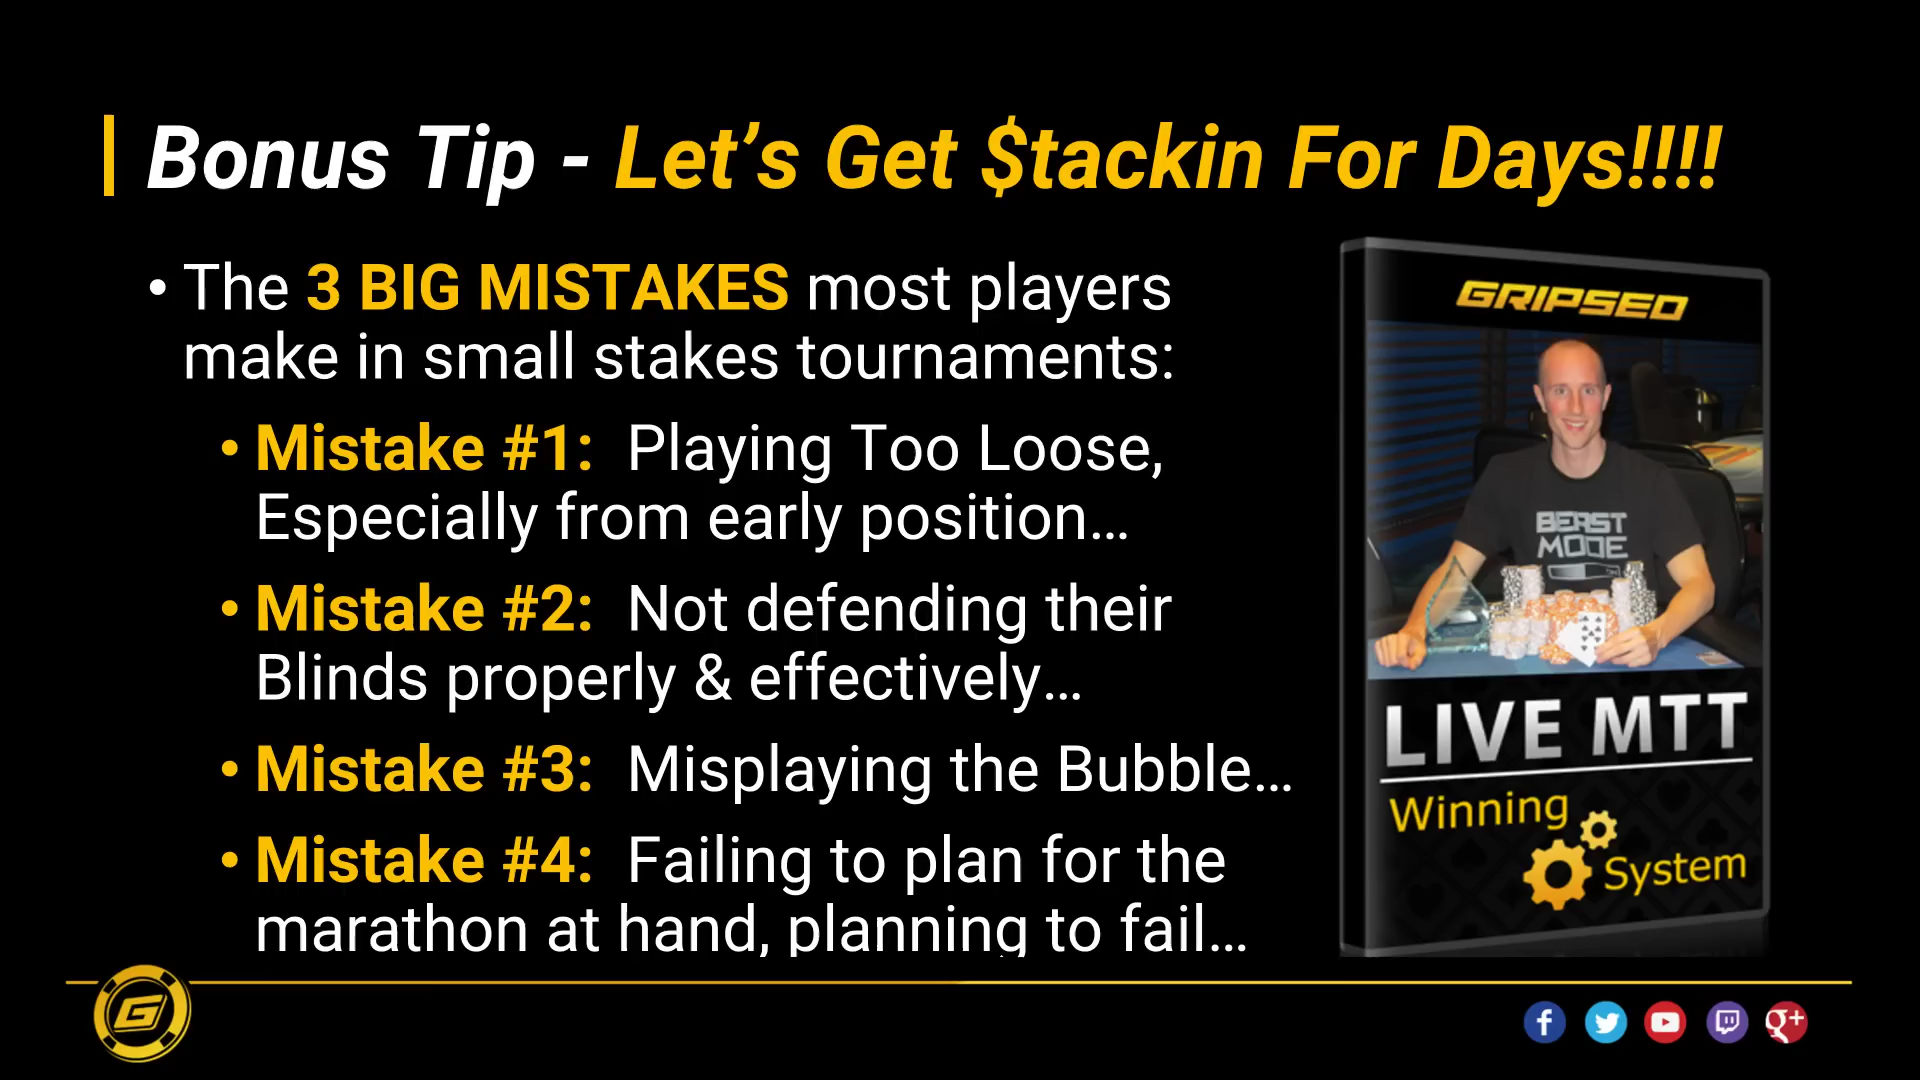 Bonus Tip - Let’s Get $tackin For Days!!!!
• The 3 BIG MISTAKES most players
make in small stakes tournaments:
• Mistake #1: Playing Too Loose,
Especially from early position…
• Mistake #2: Not defending their
Blinds properly & effectively…
• Mistake #3: Misplaying the Bubble…
• Mistake #4: Failing to plan for the
marathon at hand, planning to fail…
GRIPSED
BEAST
MODE
LIVE MTT
Winning
System
G
f
g+